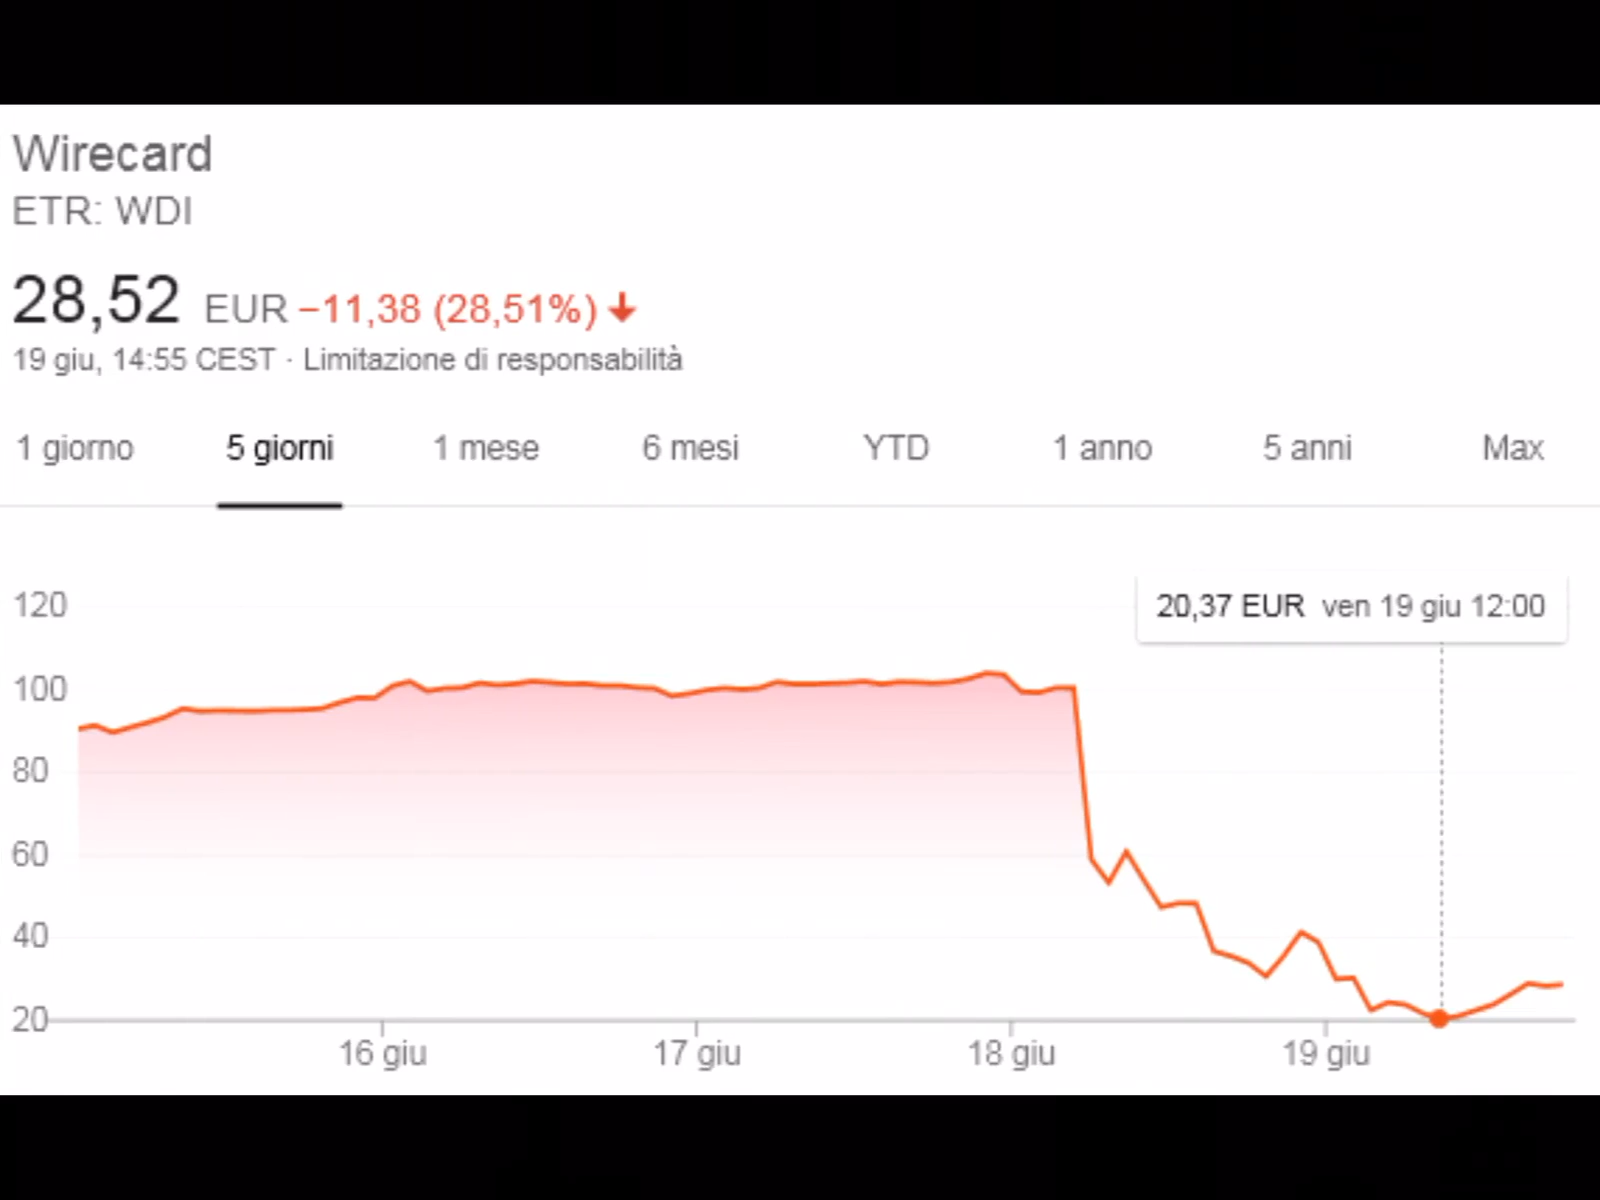 Wirecard
ETR: WDI
28,52 EUR −11,38 (28,51%)
19 giu, 14:55 CEST · Limitazione di responsabilità
1 giorno 5 giorni 1 mese 6 mesi YTD 1 anno 5 anni Max
20,37 EUR ven 19 giu 12:00
120
100
80
60
40
20
16 giu 17 giu 18 giu 19 giu